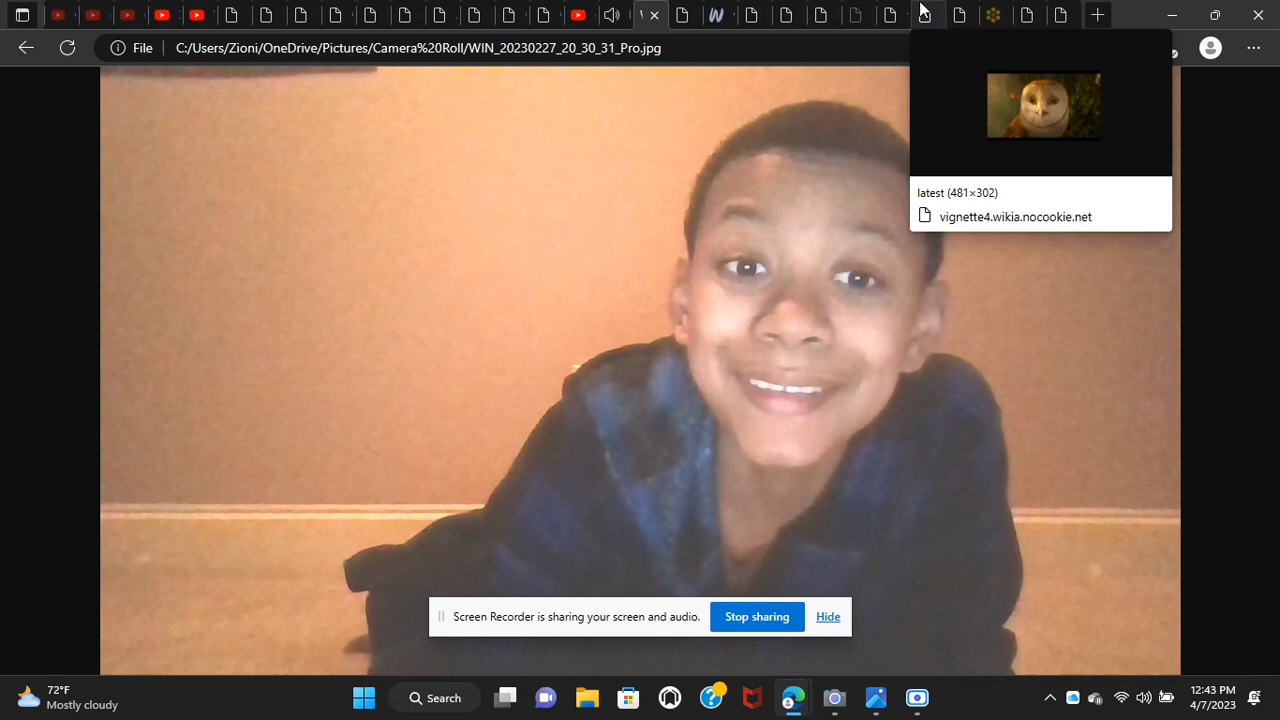 File
C:/Users/Zioni/OneDrive/Pictures/Camera%20Roll/WIN_20230227_20_30_31_Pro.jpg
latest (481×302)
vignette4.wikia.nocookie.net
Screen Recorder is sharing your screen and audio.
Stop sharing
Hide
72°F
Mostly cloudy
Search
12:43 PM
4/7/2023